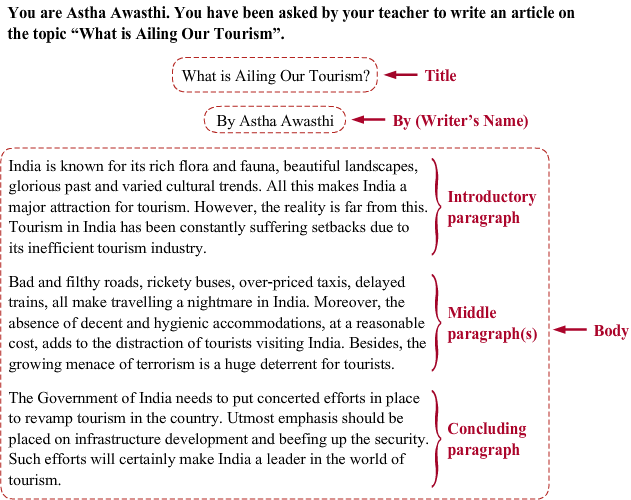 You are Astha Awasthi. You have been asked by your teacher to write an article on
the topic “What is Ailing Our Tourism”.
What is Ailing Our Tourism?
Title
By Astha Awasthi
By (Writer’s Name)
India is known for its rich flora and fauna, beautiful landscapes,
glorious past and varied cultural trends. All this makes India a
major attraction for tourism. However, the reality is far from this.
Tourism in India has been constantly suffering setbacks due to
its inefficient tourism industry.
Introductory
paragraph
Bad and filthy roads, rickety buses, over-priced taxis, delayed
trains, all make travelling a nightmare in India. Moreover, the
absence of decent and hygienic accommodations, at a reasonable
cost, adds to the distraction of tourists visiting India. Besides, the
growing menace of terrorism is a huge deterrent for tourists.
Middle
paragraph(s)
Body
The Government of India needs to put concerted efforts in place
to revamp tourism in the country. Utmost emphasis should be
placed on infrastructure development and beefing up the security.
Such efforts will certainly make India a leader in the world of
tourism.
Concluding
paragraph